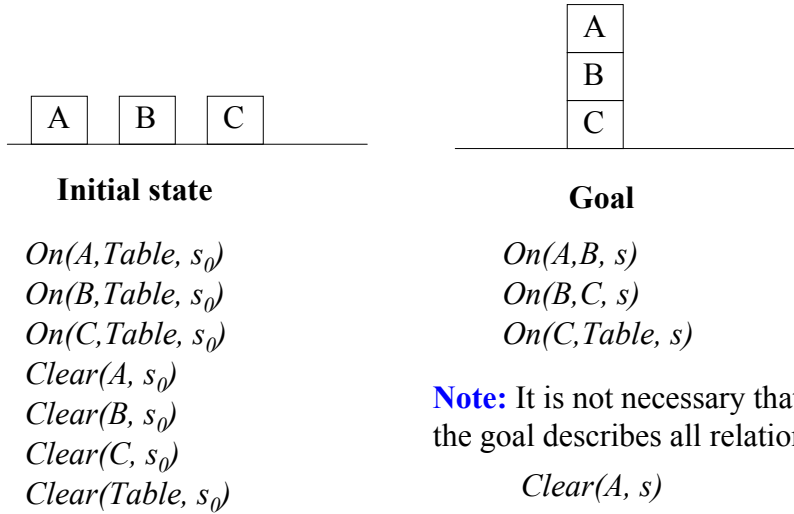 A B C
A
B
C
Initial state
On(A,Table, s0)
On(B,Table, s0)
On(C,Table, s0)
Clear(A, s0)
Clear(B, s0)
Clear(C, s0)
Clear(Table, s0)
Goal
On(A,B, s)
On(B,C, s)
On(C,Table, s)
Note: It is not necessary that
the goal describes all relation
Clear(A, s)